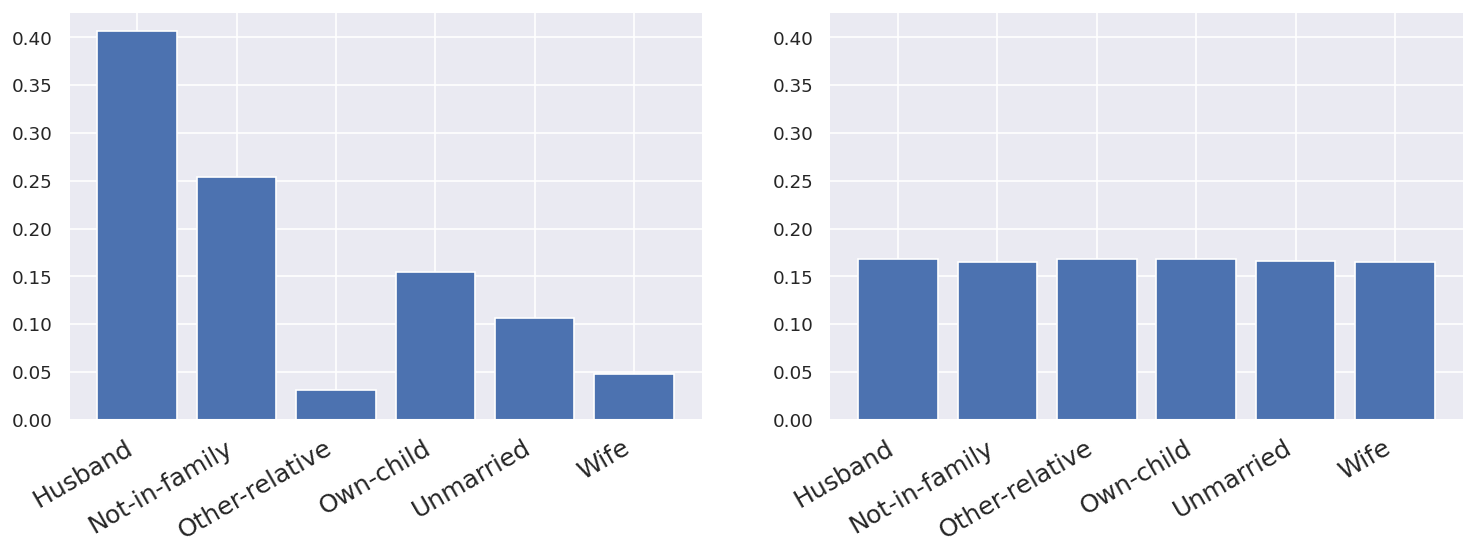 0.40
0.35
0.30
0.25
0.20
0.15
0.10
0.05
0.00
Husband
Not-in-family
Other-relative
Own-child
Unmarried
Wife
0.40
0.35
0.30
0.25
0.20
0.15
0.10
0.05
0.00
Husband
Not-in-family
Other-relative
Own-child
Unmarried
Wife